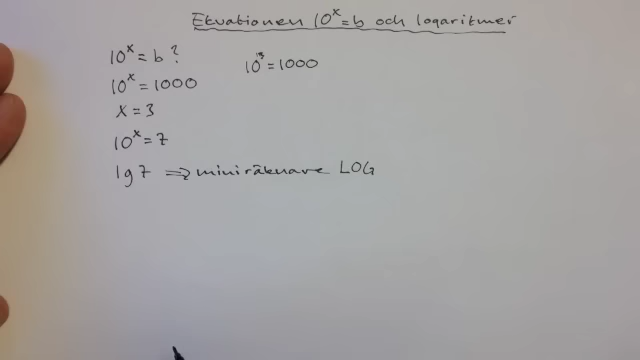 Ekvationen 10^x = b och logaritmer
10^x = b ?
10^x = 1000
10^3 = 1000
x = 3
10^x = 7
lg 7 ⇒ miniräknare LOG